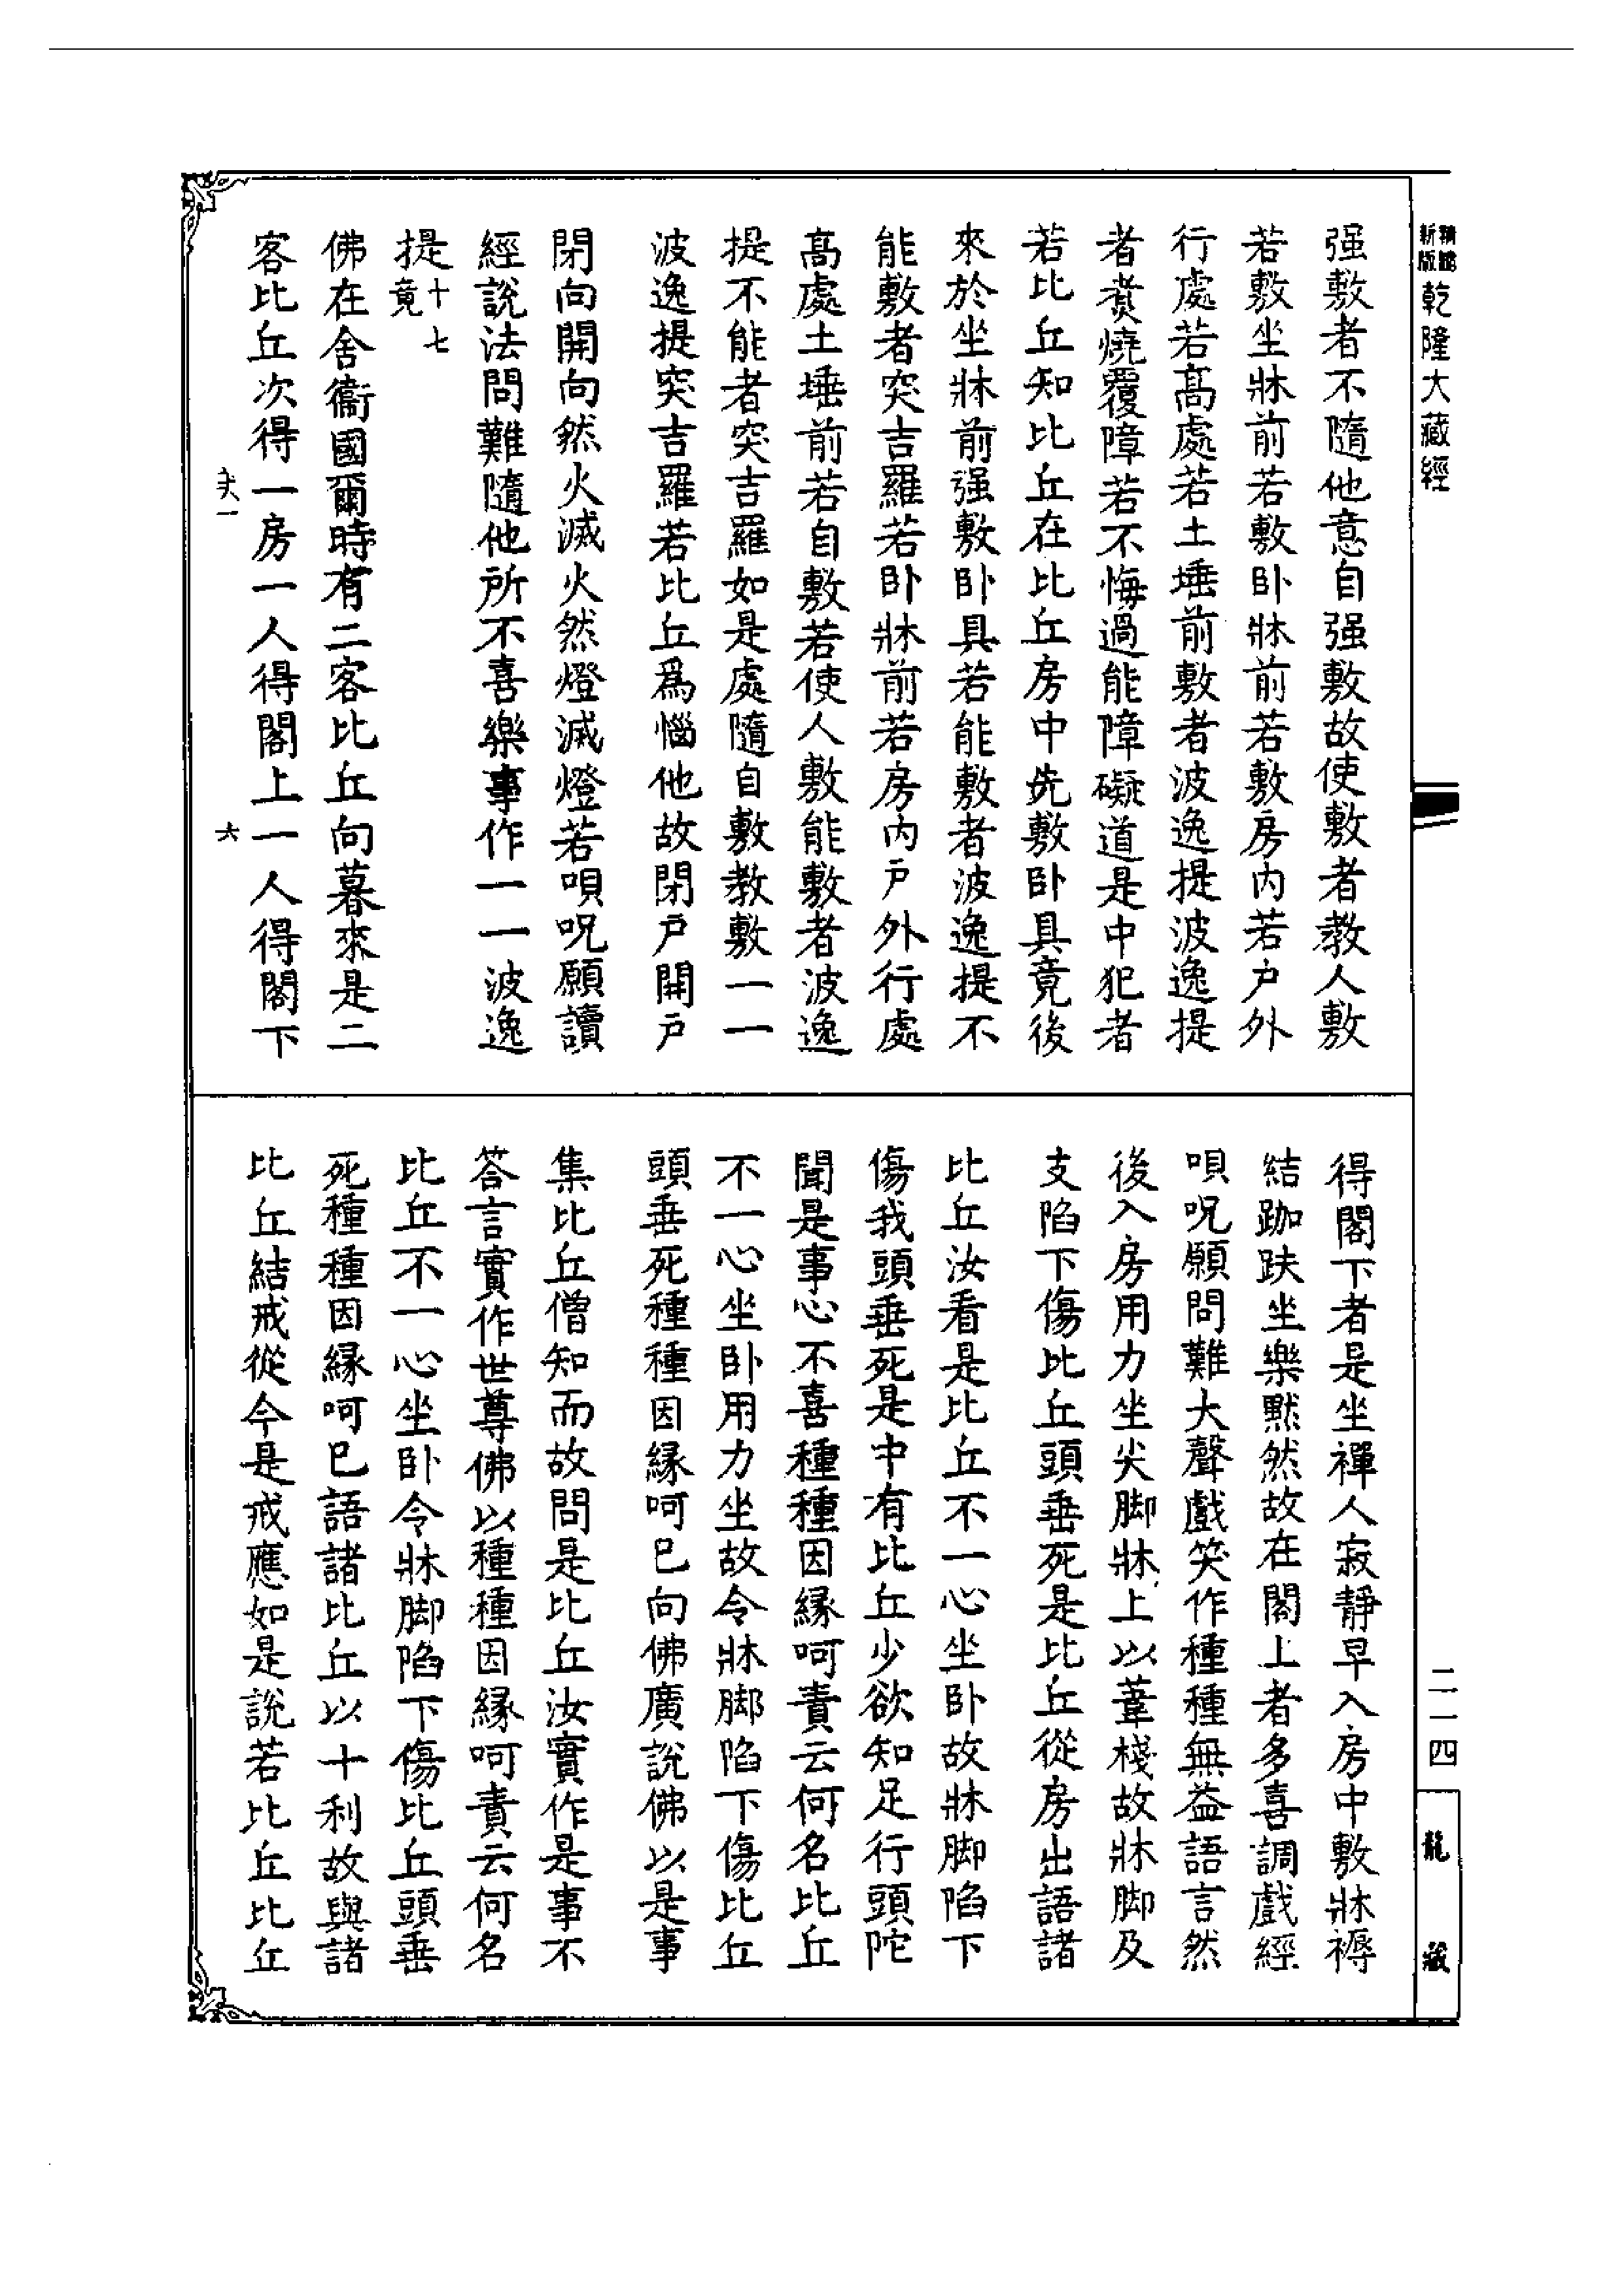 新版
乾隆大藏經
强敷者不隨他意自强敷故使敷者教人敷
若敷坐牀前若敷卧牀前若敷房内若户外
行處若髙處若土埵前敷者波逸提波逸提
者煑燒覆障若不悔過能障礙道是中犯者
若比丘知比丘在比丘房中先敷卧具竟後
來於坐牀前强敷卧具若能敷者波逸提不
能敷者突吉羅若卧牀前若房内户外行處
髙處土埵前若自敷若使人敷能敷者波逸
提不能者突吉羅如是處隨自敷教敷一一
波逸提突吉羅若比丘爲惱他故閉户開户
閉向開向然火滅火然燈滅燈若唄呪願讀
經說法問難隨他所不喜樂事作一一波逸
提十七竟
佛在舍衞國爾時有二客比丘向暮來是二
客比丘次得一房一人得閣上一人得閣下
六
得閣下者是坐禪人寂靜早入房中敷牀褥
結跏趺坐樂默然故在閣上者多喜調戲經
唄呪願問難大聲戲笑作種種無益語言然
後入房用力坐尖脚牀上以葦棧故牀脚及
支陷下傷比丘頭垂死是比丘從房出語諸
比丘汝看是比丘不一心坐卧故牀脚陷下
傷我頭垂死是中有比丘少欲知足行頭陀
聞是事心不喜種種因緣呵責云何名比丘
不一心坐卧用力坐故令牀脚陷下傷比丘
頭垂死種種因緣呵已向佛廣說佛以是事
集比丘僧知而故問是比丘汝實作是事不
答言實作世尊佛以種種因緣呵責云何名
比丘不一心坐卧令牀脚陷下傷比丘頭垂
死種種因緣呵已語諸比丘以十利故與諸
比丘結戒從今是戒應如是說若比丘比丘
二一四
龍藏